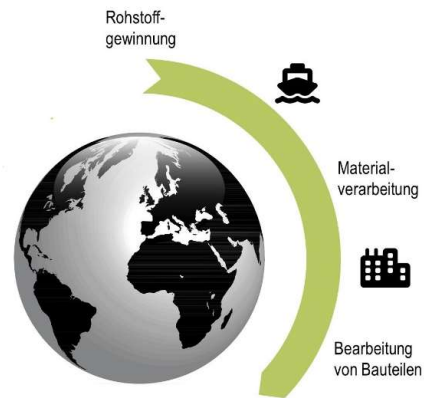 Rohstoff-
gewinnung
Material-
verarbeitung
Bearbeitung
von Bauteilen